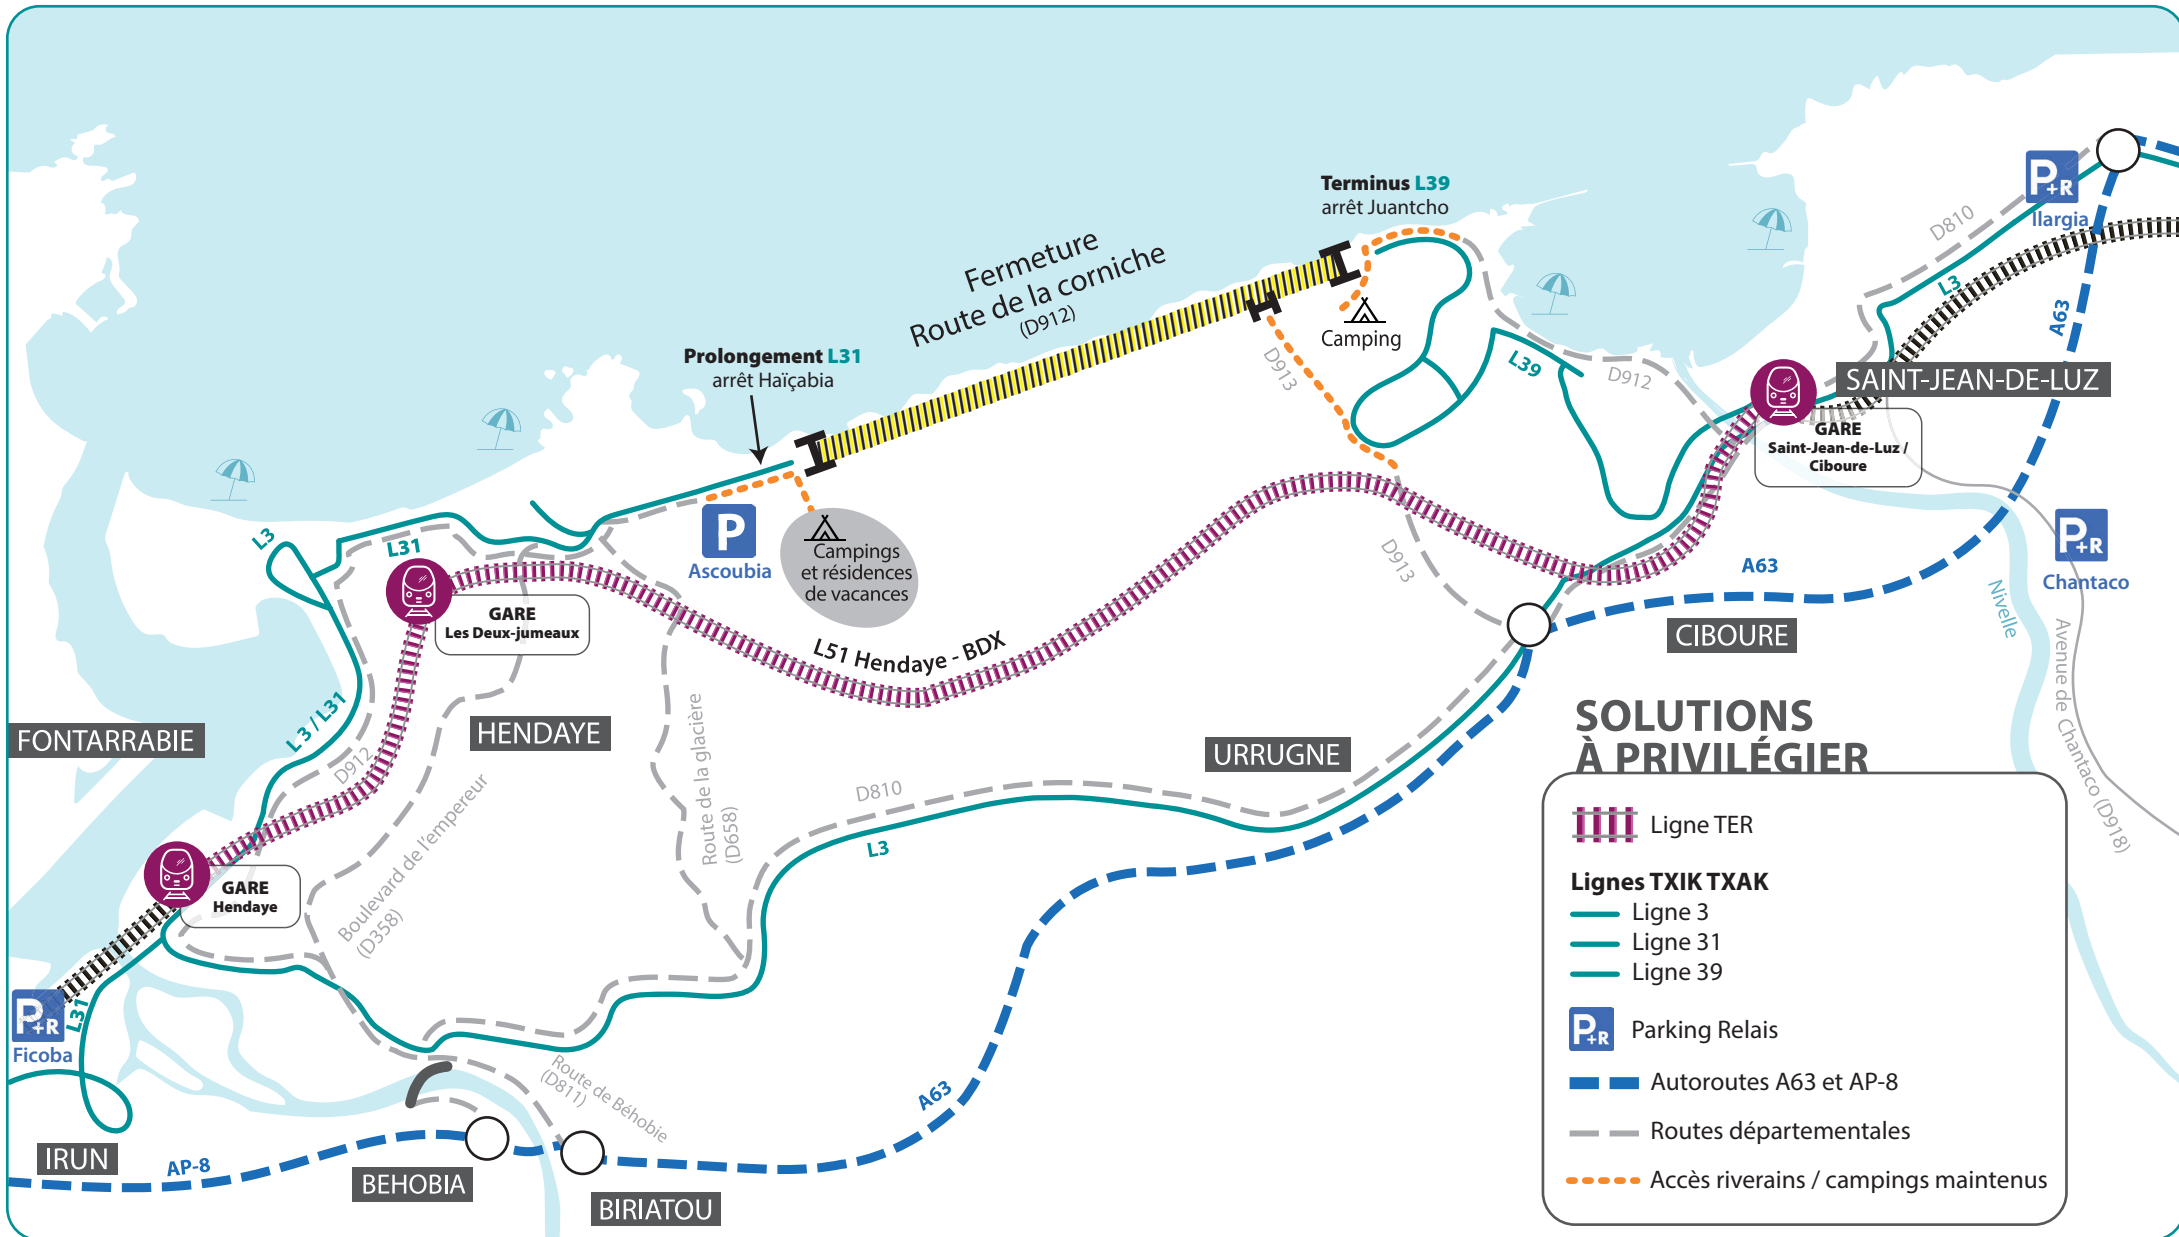 Terminus L39
arrêt Juantcho
P+R
Ilargia
D810
L3
A63
Fermeture
Route de la corniche
(D912)
Camping
D913
L39
D912
Prolongement L31
arrêt Haïçabia
SAINT-JEAN-DE-LUZ
GARE
Saint-Jean-de-Luz /
Ciboure
P
Ascoubia
Campings
et résidences
de vacances
L3
L31
GARE
Les Deux-jumeaux
P+R
Chantaco
D913
A63
CIBOURE
Nivelle
Avenue de Chantaco (D918)
L51 Hendaye - BDX
L 3 / L31
FONTARRABIE
HENDAYE
D912
Boulevard de l'empereur
(D358)
Route de la glacière
(D658)
URRUGNE
D810
L3
GARE
Hendaye
P+R
L31
Ficoba
Route de Béhobie
(D811)
A63
IRUN
AP-8
BEHOBIA
BIRIATOU
SOLUTIONS
À PRIVILÉGIER
Ligne TER
Lignes TXIK TXAK
Ligne 3
Ligne 31
Ligne 39
P+R
Parking Relais
Autoroutes A63 et AP-8
Routes départementales
Accès riverains / campings maintenus